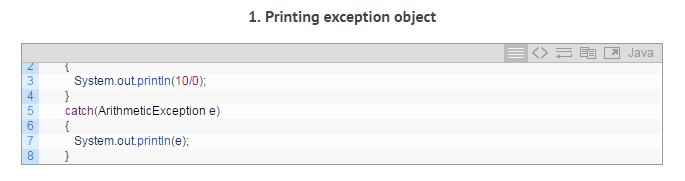 1. Printing exception object
Java
2 {
3 System.out.println(10/0);
4 }
5 catch(ArithmeticException e)
6 {
7 System.out.println(e);
8 }